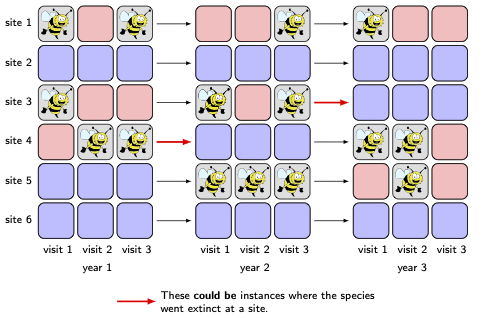 site 1
site 2
site 3
site 4
site 5
site 6
visit 1 visit 2 visit 3 visit 1 visit 2 visit 3 visit 1 visit 2 visit 3
year 1 year 2 year 3
These could be instances where the species
went extinct at a site.